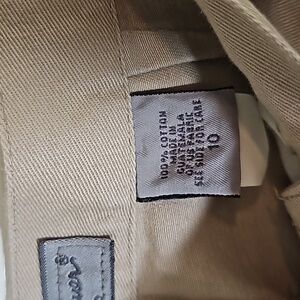 100% COTTON
MADE IN
GUATEMALA
OF US FABRIC
SEE SIDE FOR CARE
10